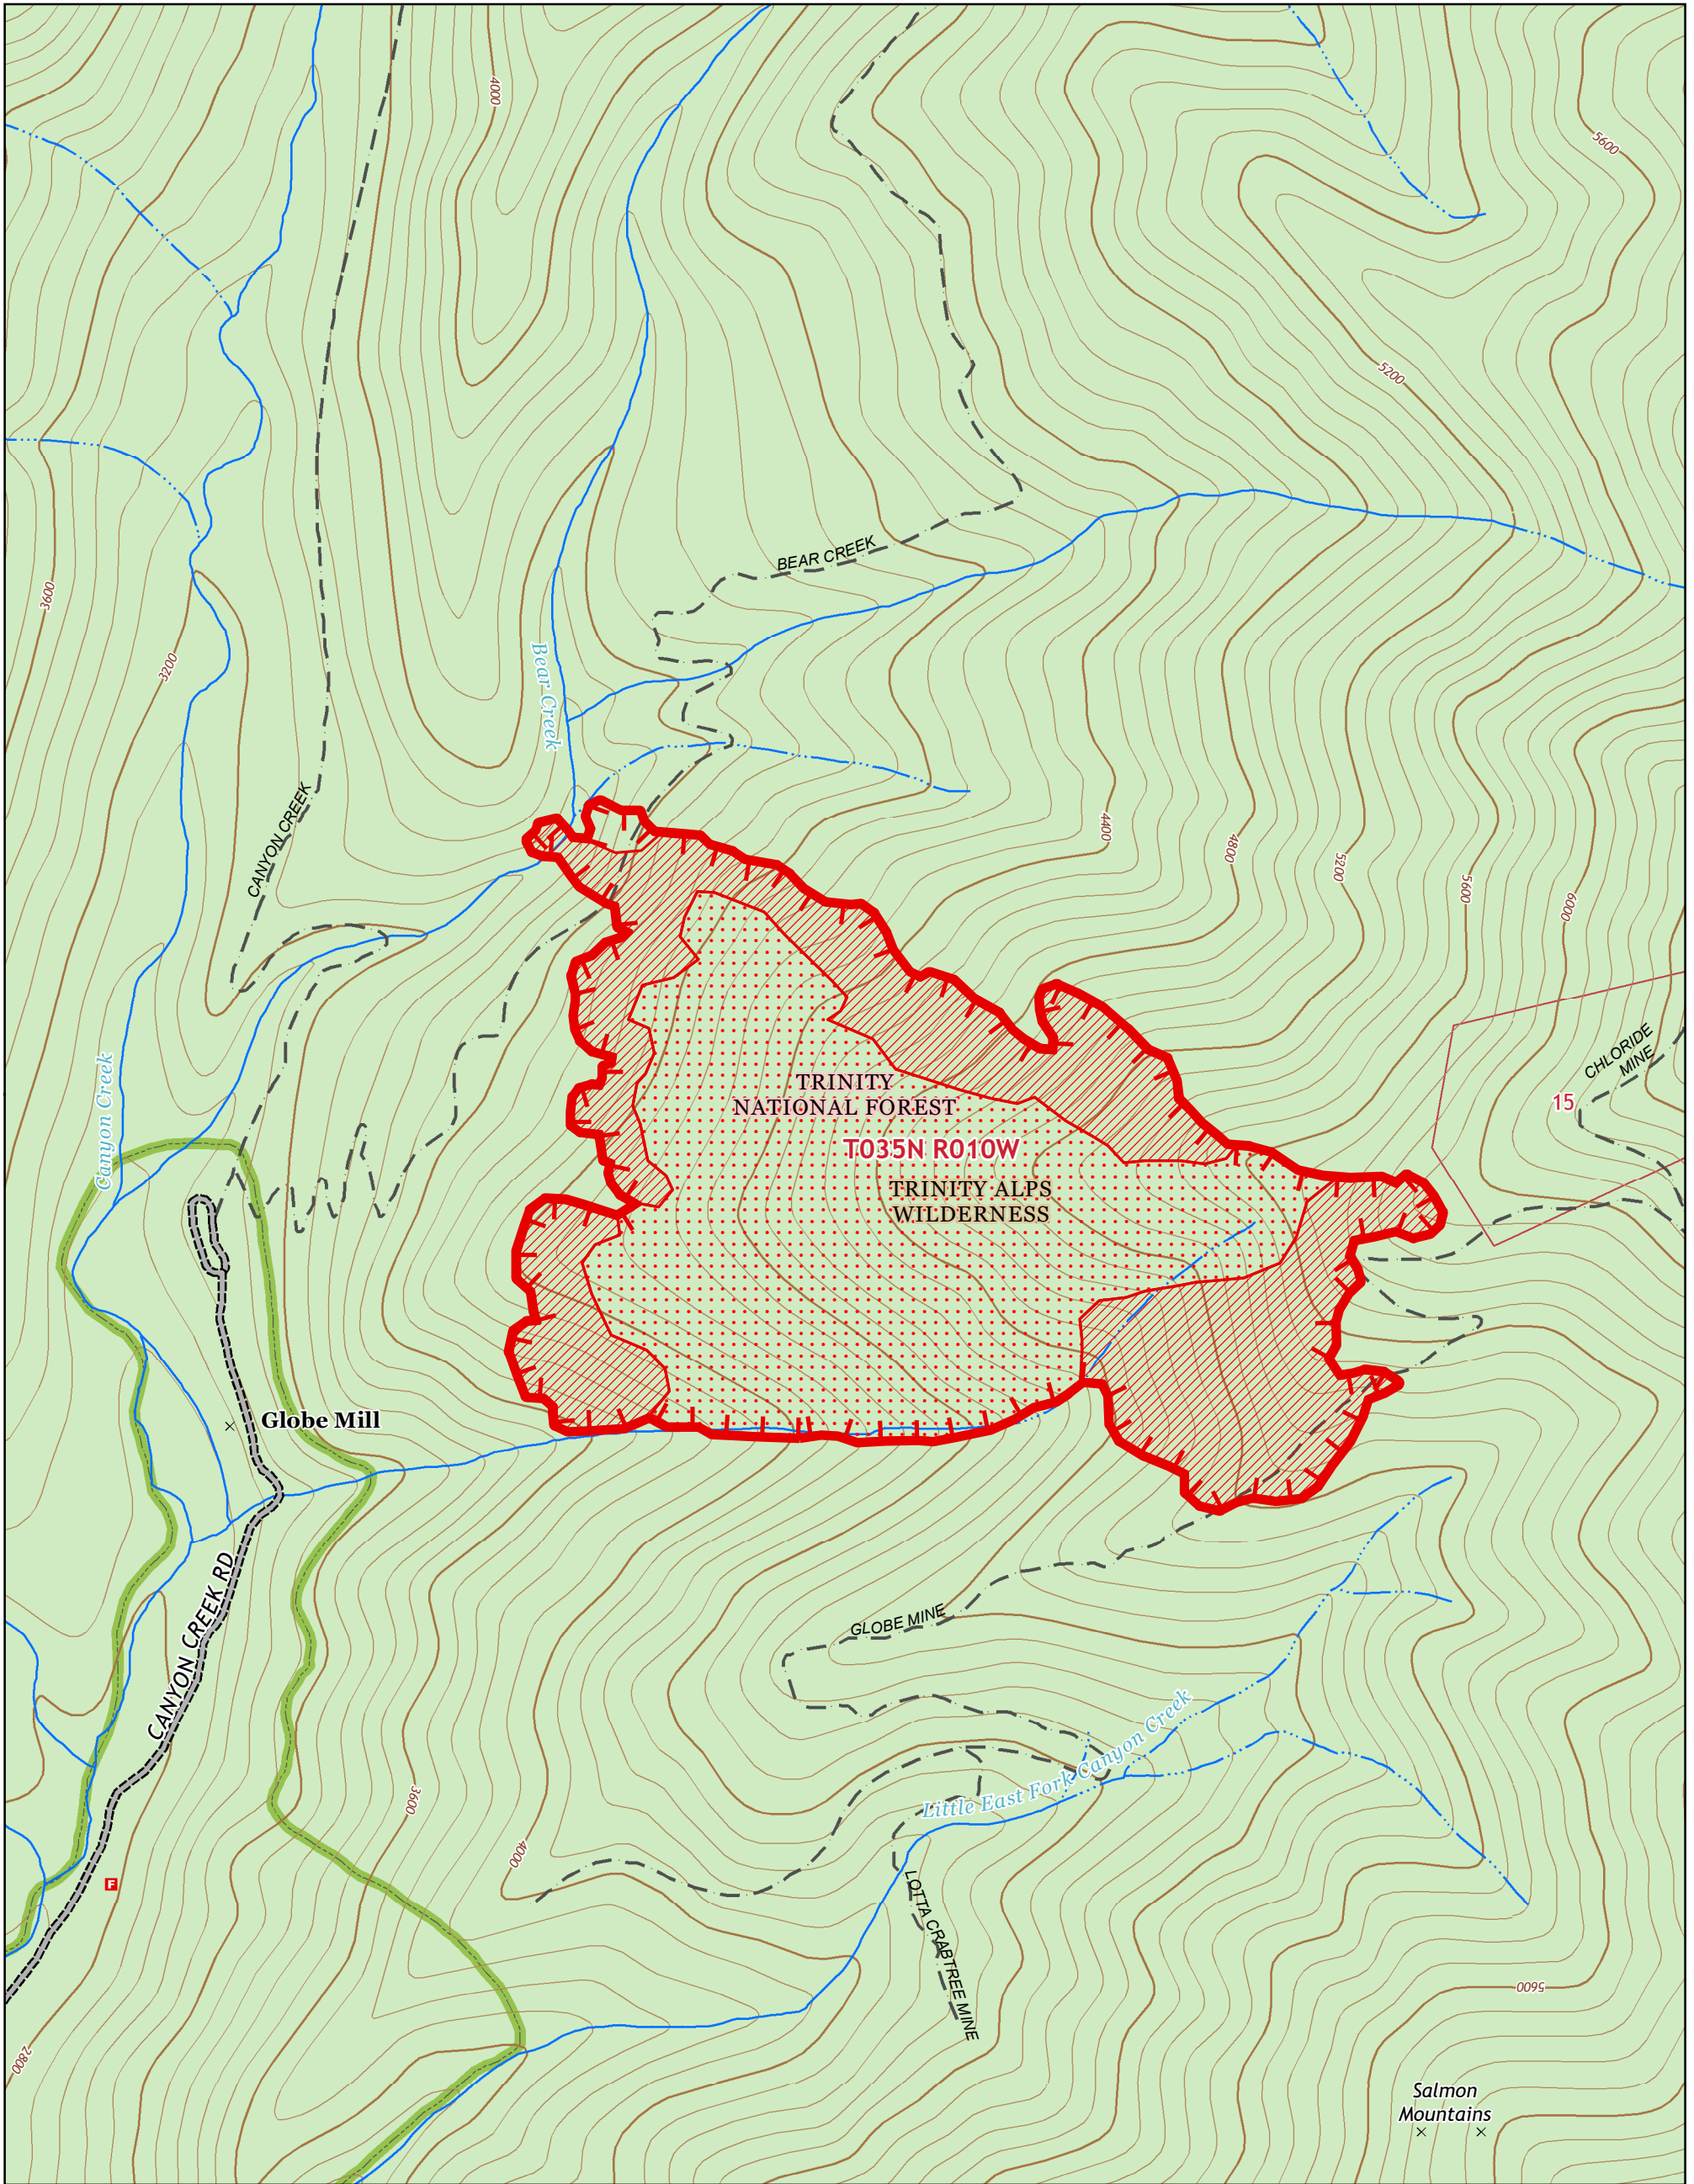 4000
5600
5200
BEAR CREEK
3600
3200
Bear Creek
CANYON CREEK
4400
4800
5200
5600
6000
CHLORIDE
MINE
15
Canyon Creek
TRINITY
NATIONAL FOREST
T035N R010W
TRINITY ALPS
WILDERNESS
Globe Mill
CANYON CREEK RD
GLOBE MINE
Little East Fork Canyon Creek
3600
4000
F
LOTTA CRABTREE MINE
5600
2800
Salmon
Mountains